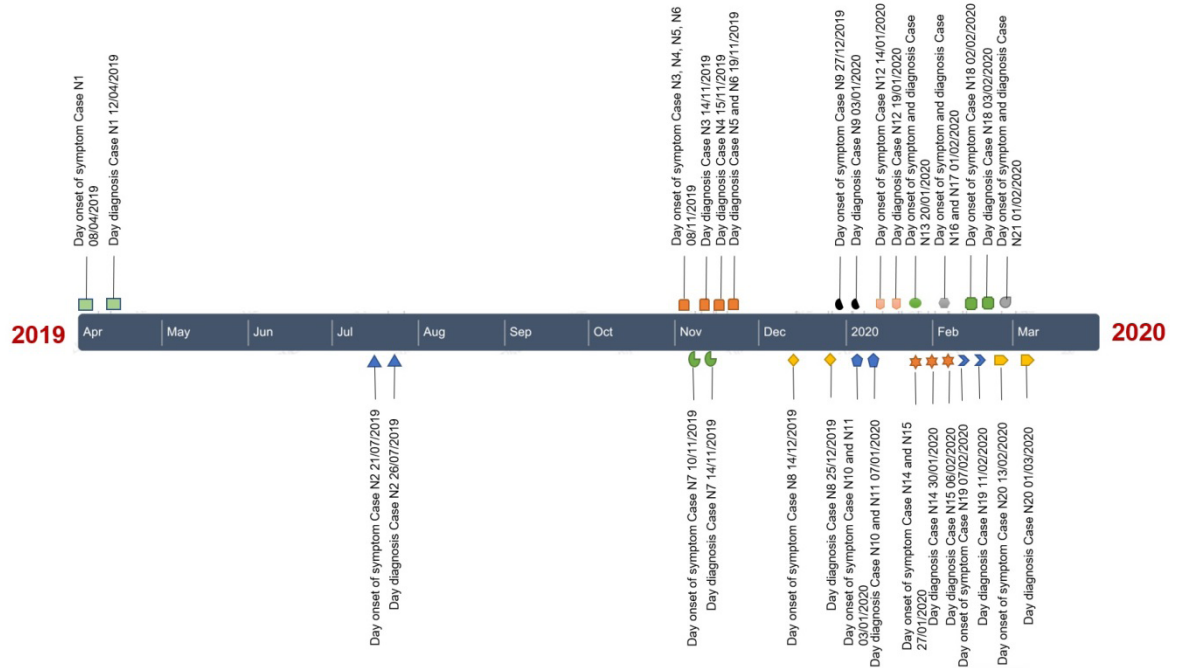 Day onset of symptom Case N1
08/04/2019
Day diagnosis Case N1 12/04/2019
Day onset of symptom Case N3, N4, N5, N6
08/11/2019
Day diagnosis Case N3 14/11/2019
Day diagnosis Case N4 15/11/2019
Day diagnosis Case N5 and N6 19/11/2019
Day onset of symptom Case N9 27/12/2019
Day diagnosis Case N9 03/01/2020
Day onset of symptom Case N12 14/01/2020
Day diagnosis Case N12 19/01/2020
Day onset of symptom and diagnosis Case
N13 20/01/2020
Day onset of symptom and diagnosis Case
N16 and N17 01/02/2020
Day onset of symptom Case N18 02/02/2020
Day diagnosis Case N18 03/02/2020
Day onset of symptom and diagnosis Case
N21 01/02/2020
2019
Apr
May
Jun
Jul
Aug
Sep
Oct
Nov
Dec
2020
Feb
Mar
2020
Day onset of symptom Case N2 21/07/2019
Day diagnosis Case N2 26/07/2019
Day onset of symptom Case N7 10/11/2019
Day diagnosis Case N7 14/11/2019
Day onset of symptom Case N8 14/12/2019
Day diagnosis Case N8 25/12/2019
Day onset of symptom Case N10 and N11
03/01/2020
Day diagnosis Case N10 and N11 07/01/2020
Day onset of symptom Case N14 and N15
27/01/2020
Day diagnosis Case N14 30/01/2020
Day diagnosis Case N15 06/02/2020
Day onset of symptom Case N19 07/02/2020
Day diagnosis Case N19 11/02/2020
Day onset of symptom Case N20 13/02/2020
Day diagnosis Case N20 01/03/2020